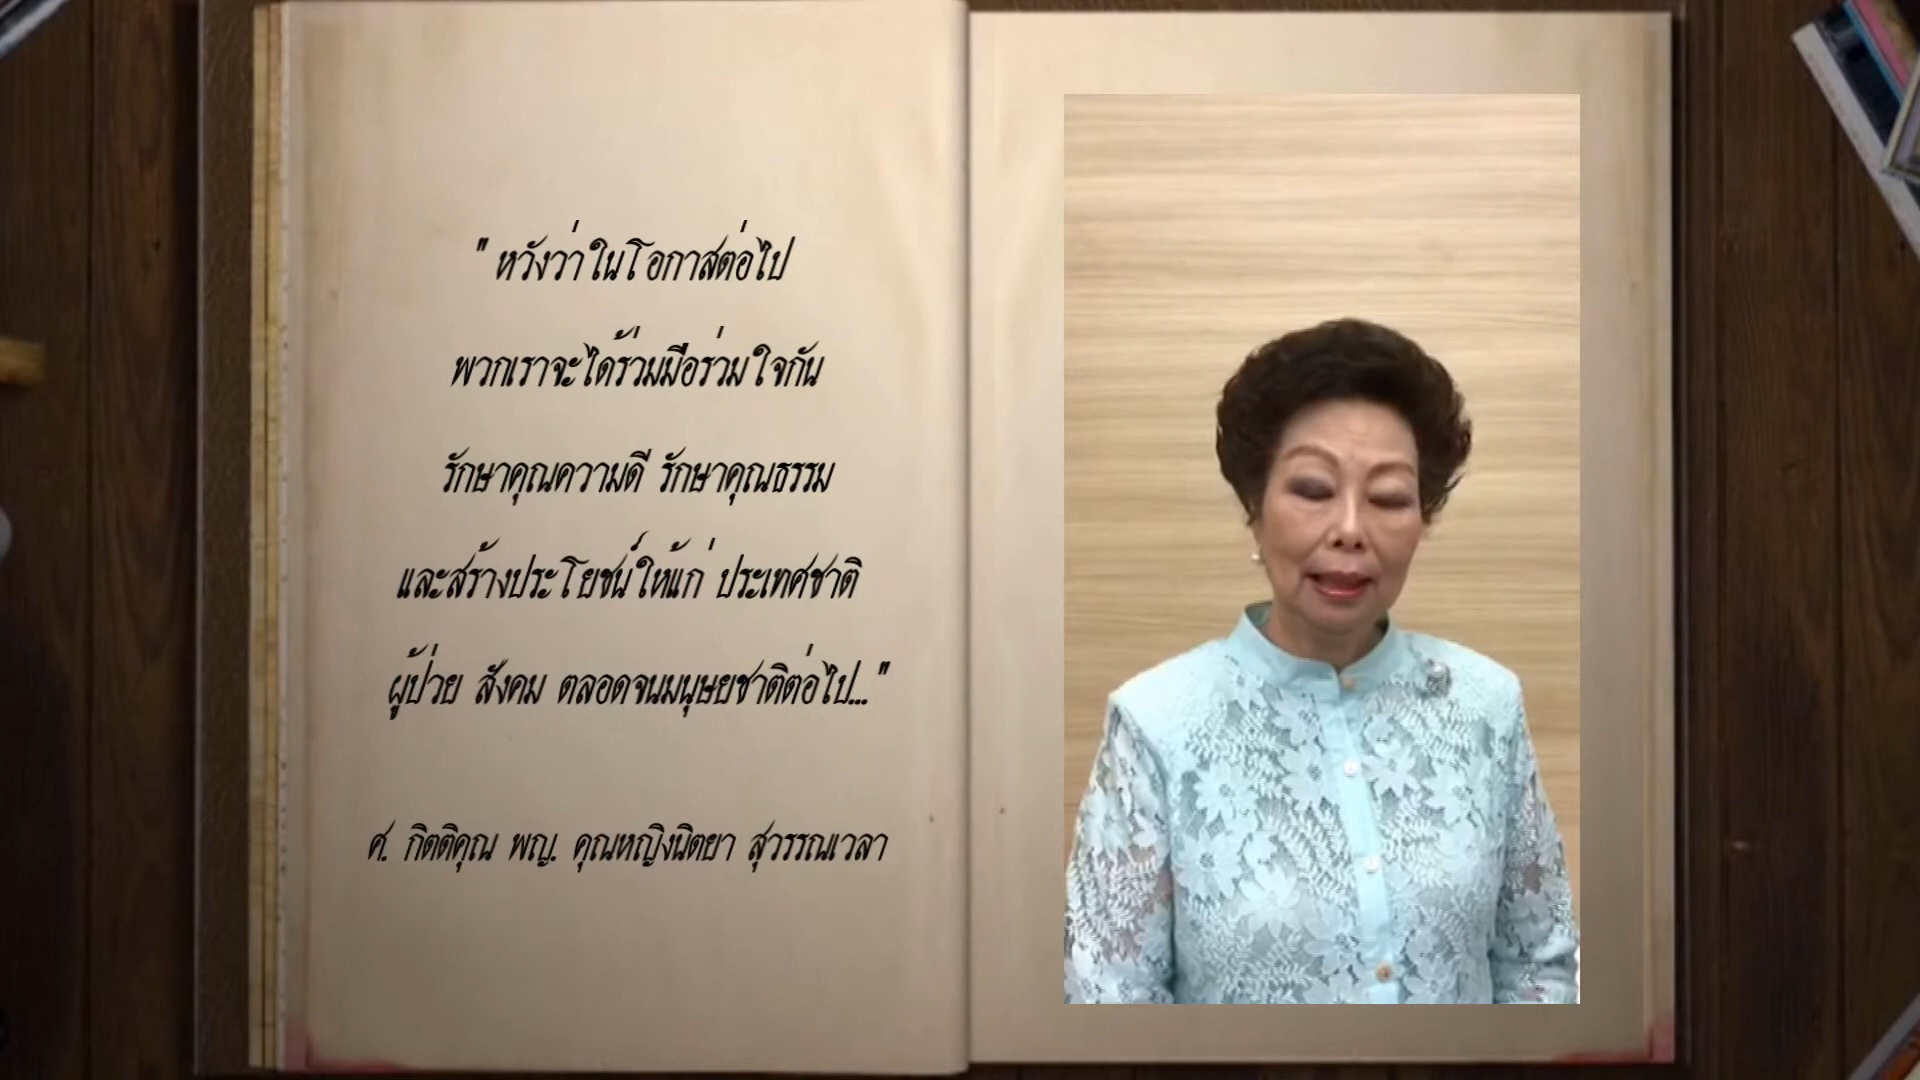 " หวังว่าในโอกาสต่อไป
พวกเราจะได้ร่วมมือร่วมใจกัน
รักษาคุณความดี รักษาคุณธรรม
และสร้างประโยชน์ให้แก่ ประเทศชาติ
ผู้ป่วย สังคม ตลอดจนมนุษยชาติต่อไป..."
ศ. กิตติคุณ พญ. คุณหญิงนิตยา สุวรรณเวลา